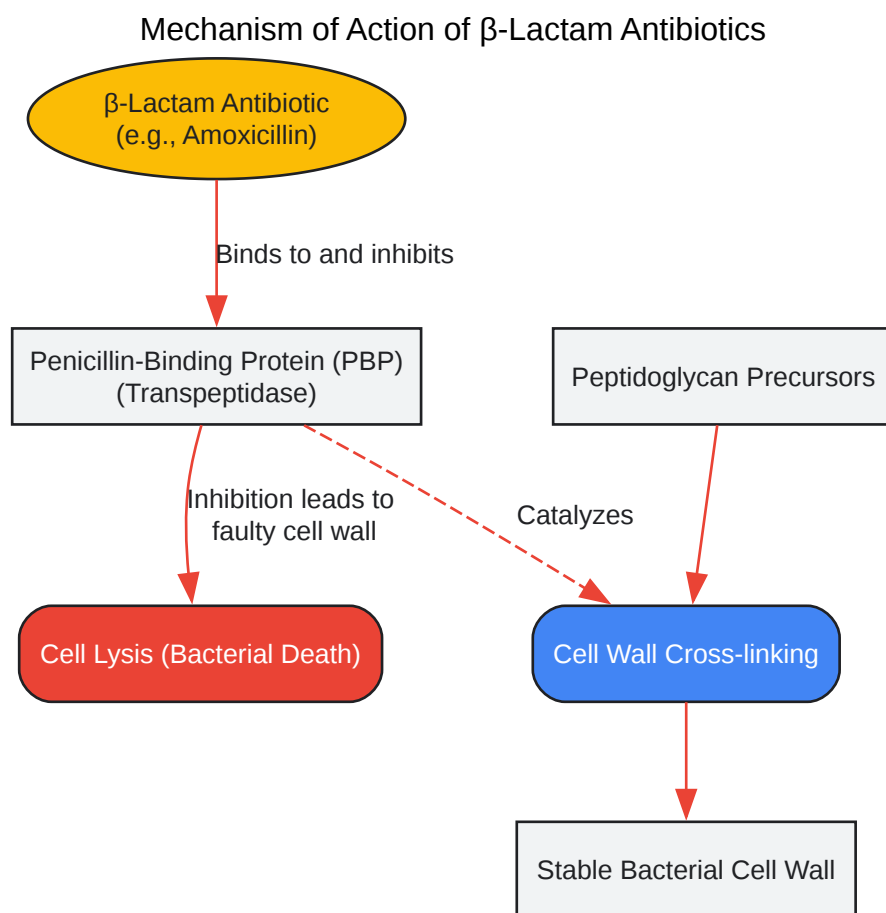 Mechanism of Action of β-Lactam Antibiotics
β-Lactam Antibiotic
(e.g., Amoxicillin)
Binds to and inhibits
Penicillin-Binding Protein (PBP)
(Transpeptidase)
Peptidoglycan Precursors
Inhibition leads to
faulty cell wall
Catalyzes
Cell Lysis (Bacterial Death)
Cell Wall Cross-linking
Stable Bacterial Cell Wall